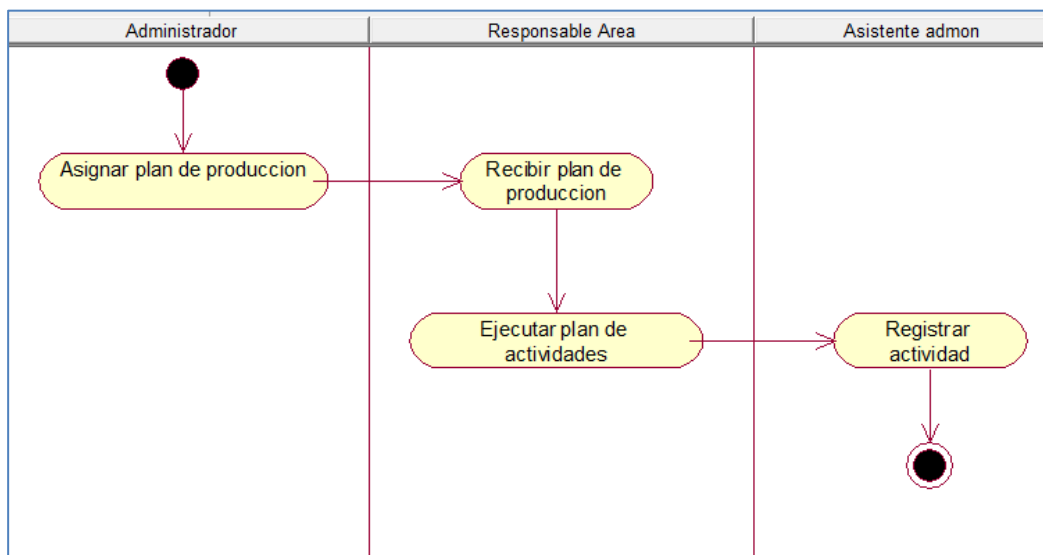 Administrador
Responsable Area
Asistente admon
Asignar plan de produccion
Recibir plan de
produccion
Ejecutar plan de
actividades
Registrar
actividad